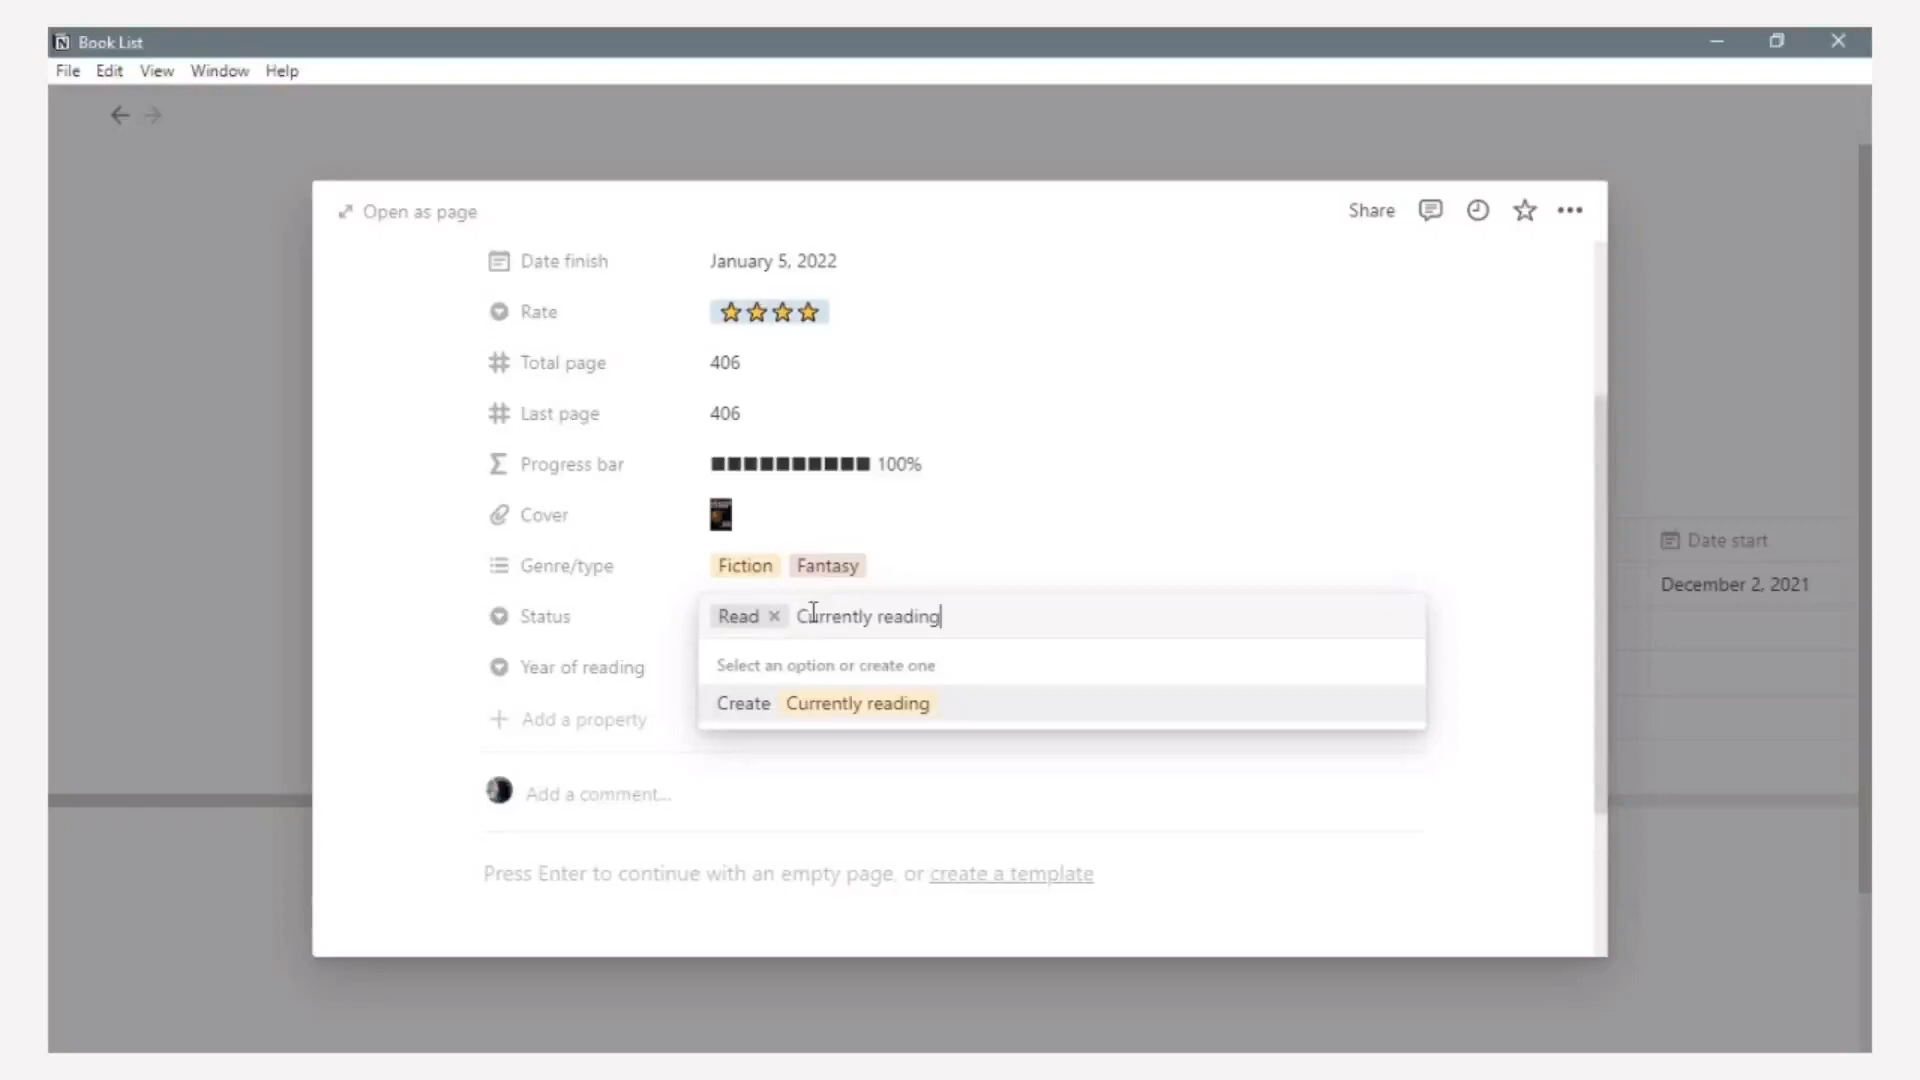 Book List
File Edit View Window Help
Open as page
Share
Date finish January 5, 2022
Rate
Total page 406
Last page 406
Progress bar 100%
Cover
Genre/type Fiction Fantasy
Date start
December 2, 2021
Status Read × Currently reading
Select an option or create one
Year of reading
Create Currently reading
Add a property
Add a comment...
Press Enter to continue with an empty page, or create a template